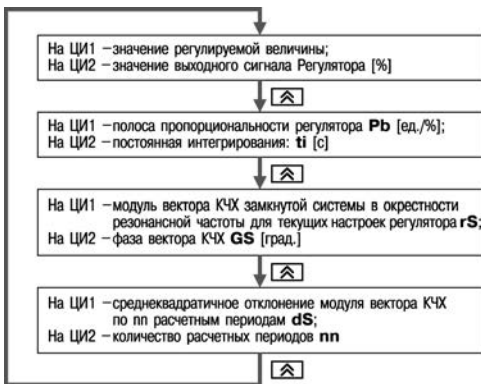 На ЦИ1 – значение регулируемой величины;
На ЦИ2 – значение выходного сигнала Регулятора [%]
На ЦИ1 – полоса пропорциональности регулятора Pb [ед./%];
На ЦИ2 – постоянная интегрирования: ti [с]
На ЦИ1 – модуль вектора КЧХ замкнутой системы в окрестности
резонансной частоты для текущих настроек регулятора rS;
На ЦИ2 – фаза вектора КЧХ GS [град.]
На ЦИ1 – среднеквадратичное отклонение модуля вектора КЧХ
по nn расчетным периодам dS;
На ЦИ2 – количество расчетных периодов nn